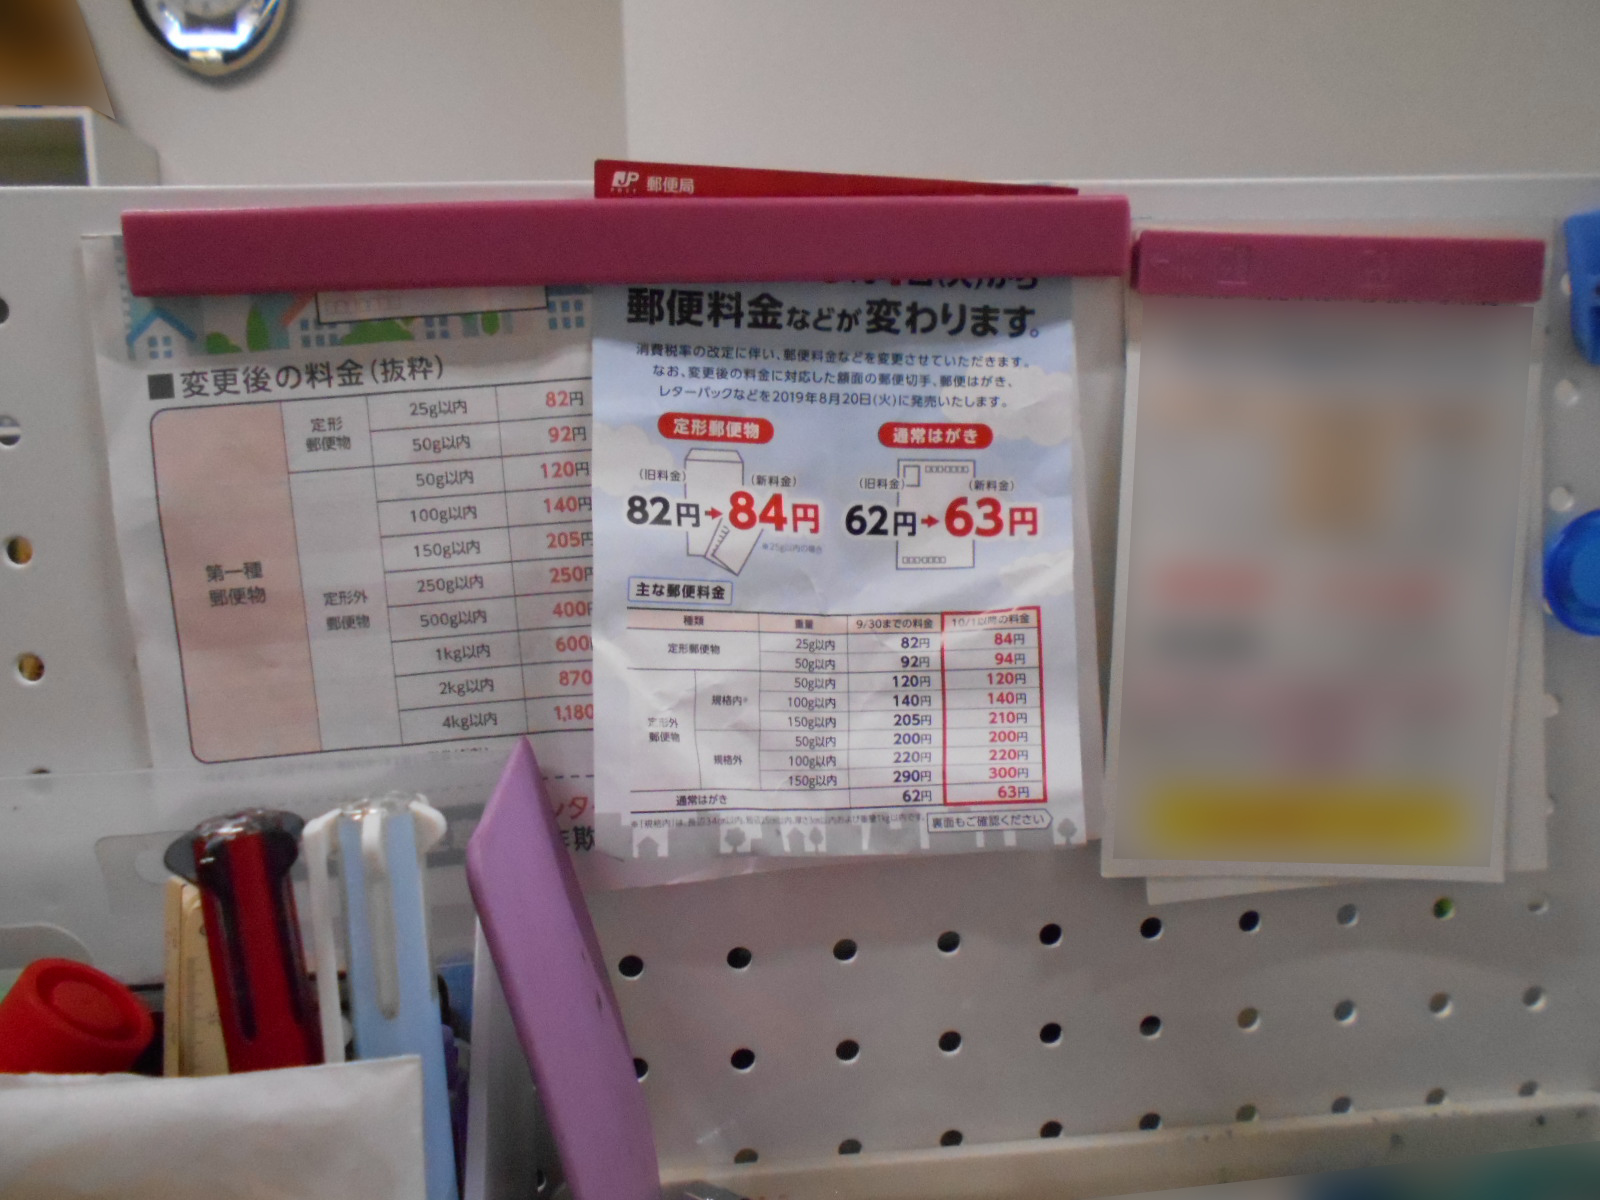 JP POST 郵便局
■変更後の料金(抜粋)
第一種郵便物
定形郵便物
25g以内 82円
50g以内 92円
定形外郵便物
50g以内 120円
100g以内 140円
150g以内 205円
250g以内 250円
500g以内 400
1kg以内 600
2kg以内 870
4kg以内 1,180
郵便料金などが変わります。
消費税率の改定に伴い、郵便料金などを変更させていただきます。
なお、変更後の料金に対応した額面の郵便切手、郵便はがき、
レターパックなどを2019年8月20日(火)に発売いたします。
定形郵便物
(旧料金) (新料金)
82円→84円
※25g以内の場合
通常はがき
(旧料金) (新料金)
62円→63円
主な郵便料金
種類 重量 9/30までの料金 10/1以降の料金
定形郵便物
25g以内 82円 84円
50g以内 92円 94円
定形外郵便物
規格内※
50g以内 120円 120円
100g以内 140円 140円
150g以内 205円 210円
規格外
50g以内 200円 200円
100g以内 220円 220円
150g以内 290円 300円
通常はがき 62円 63円
裏面もご確認ください